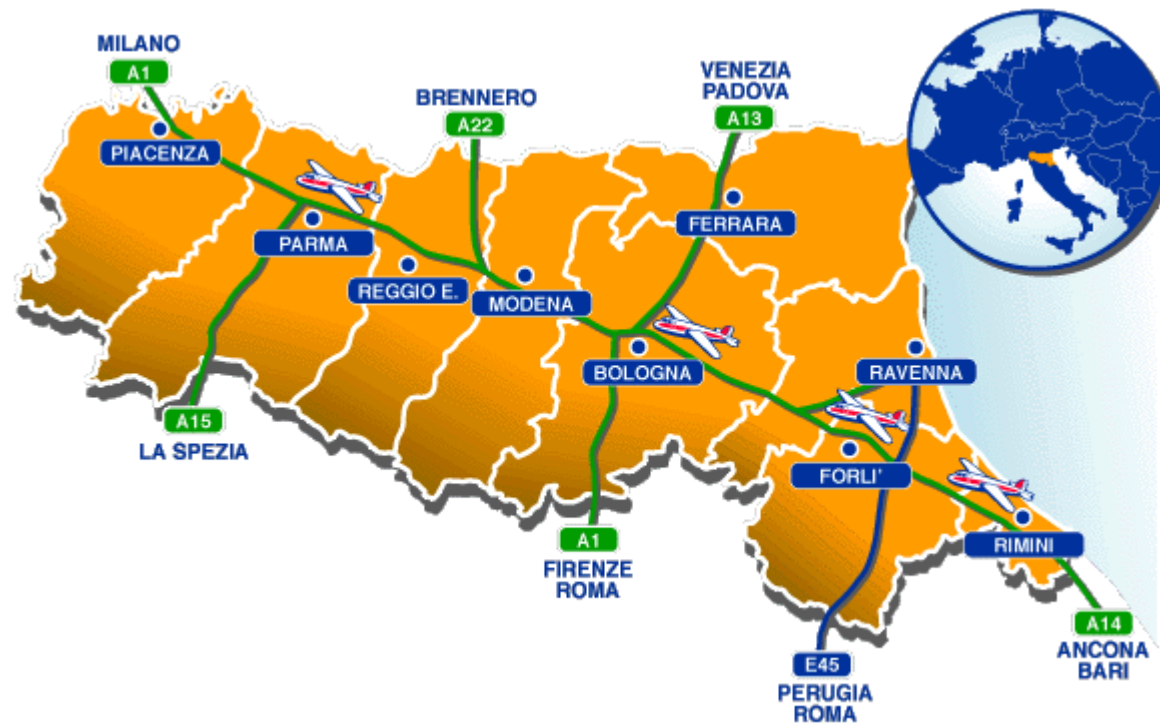 MILANO
A1
PIACENZA
BRENNERO
A22
VENEZIA
PADOVA
A13
FERRARA
PARMA
REGGIO E.
MODENA
BOLOGNA
RAVENNA
A15
LA SPEZIA
FORLI'
A1
FIRENZE
ROMA
RIMINI
A14
ANCONA
BARI
E45
PERUGIA
ROMA